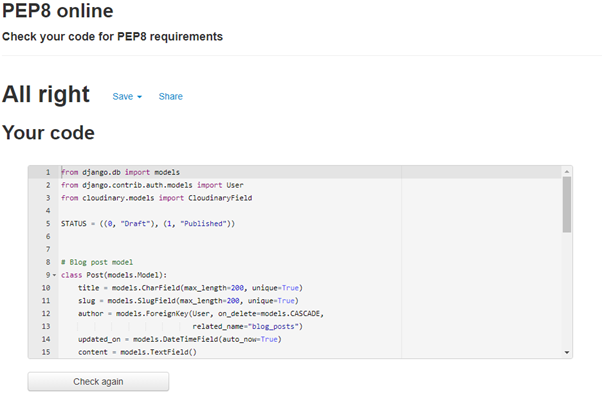 PEP8 online
Check your code for PEP8 requirements
All right Save Share
Your code
1 from django.db import models
2 from django.contrib.auth.models import User
3 from cloudinary.models import CloudinaryField
4
5 STATUS = ((0, "Draft"), (1, "Published"))
6
7
8 # Blog post model
9 class Post(models.Model):
10 title = models.CharField(max_length=200, unique=True)
11 slug = models.SlugField(max_length=200, unique=True)
12 author = models.ForeignKey(User, on_delete=models.CASCADE,
13 related_name="blog_posts")
14 updated_on = models.DateTimeField(auto_now=True)
15 content = models.TextField()
Check again